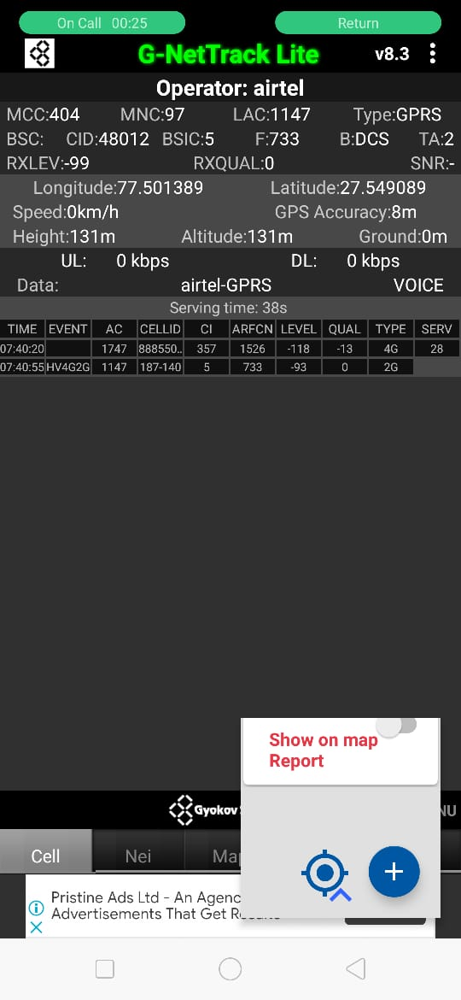 On Call 00:25 Return
G-NetTrack Lite v8.3
Operator: airtel
MCC:404 MNC:97 LAC:1147 Type:GPRS
BSC: CID:48012 BSIC:5 F:733 B:DCS TA:2
RXLEV:-99 RXQUAL:0 SNR:-
Longitude:77.501389 Latitude:27.549089
Speed:0km/h GPS Accuracy:8m
Height:131m Altitude:131m Ground:0m
UL: 0 kbps DL: 0 kbps
Data: airtel-GPRS VOICE
Serving time: 38s
TIME EVENT AC CELLID CI ARFCN LEVEL QUAL TYPE SERV
07:40:20 1747 888550.. 357 1526 -118 -13 4G 28
07:40:55 HV4G2G 1147 187-140 5 733 -93 0 2G
Show on map
Report
Gyokov NU
Cell Nei Ma
Pristine Ads Ltd - An Agenc
Advertisements That Get